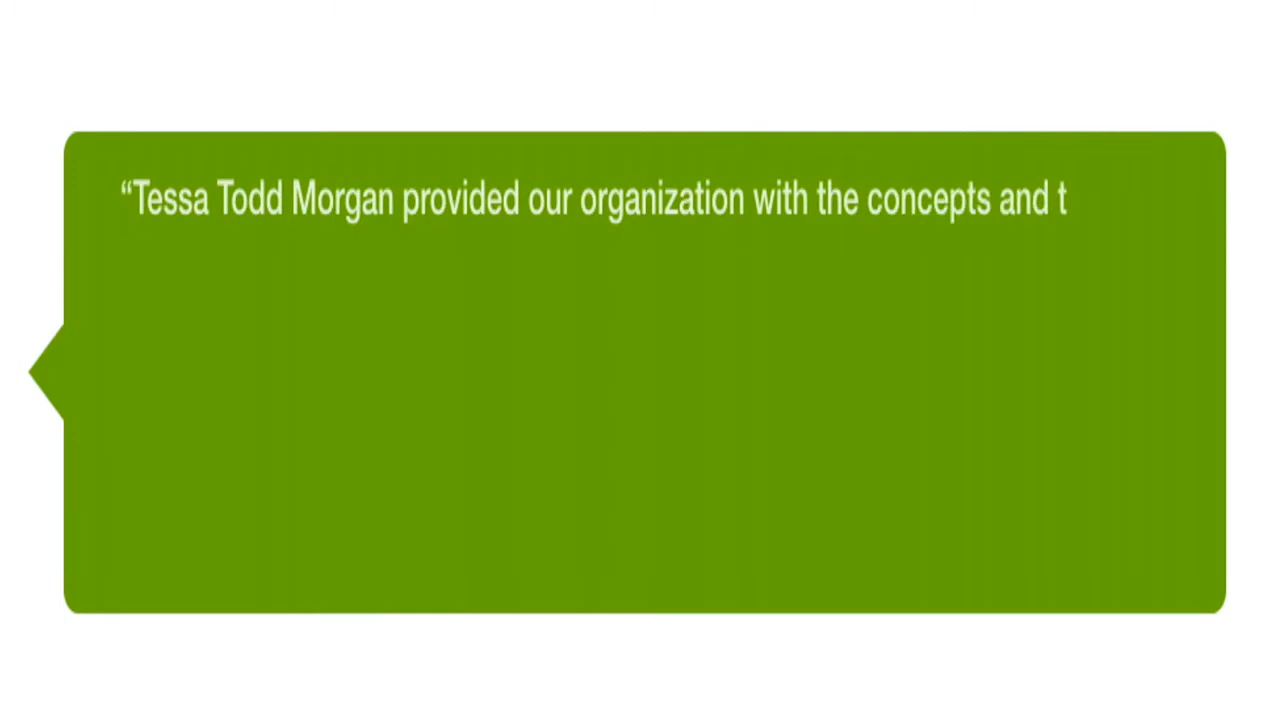 “Tessa Todd Morgan provided our organization with the concepts and t